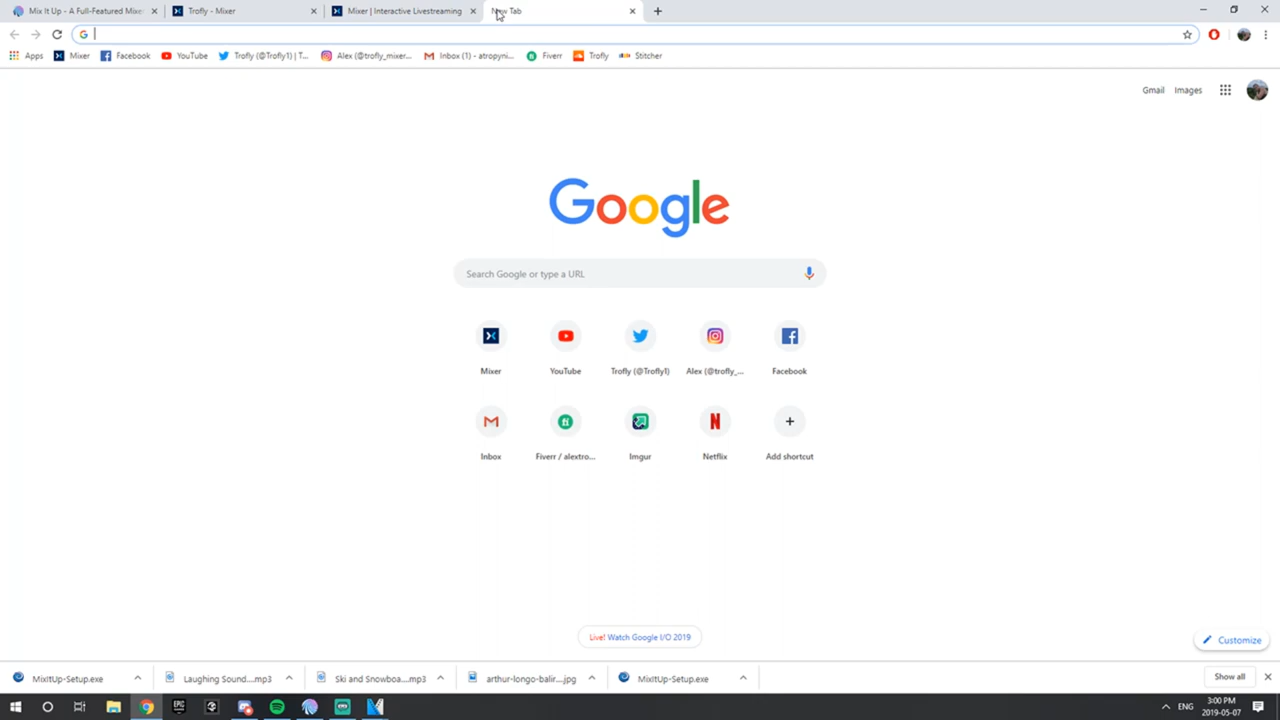 Mix It Up - A Full-Featured Mixer
Trofly - Mixer
Mixer | Interactive Livestreaming
New Tab
Apps
Mixer
Facebook
YouTube
Trofly (@Trofly1) | T...
Alex (@trofly_mixer...
Inbox (1) - atropyni...
Fiverr
Trofly
Stitcher
Gmail
Images
Google
Search Google or type a URL
Mixer
YouTube
Trofly (@Trofly1)
Alex (@trofly_...
Facebook
Inbox
Fiverr / alextro...
Imgur
Netflix
Add shortcut
Live! Watch Google I/O 2019
Customize
MixItUp-Setup.exe
Laughing Sound....mp3
Ski and Snowboa....mp3
arthur-longo-balir....jpg
MixItUp-Setup.exe
Show all
EPIC
ENG
3:00 PM
2019-05-07